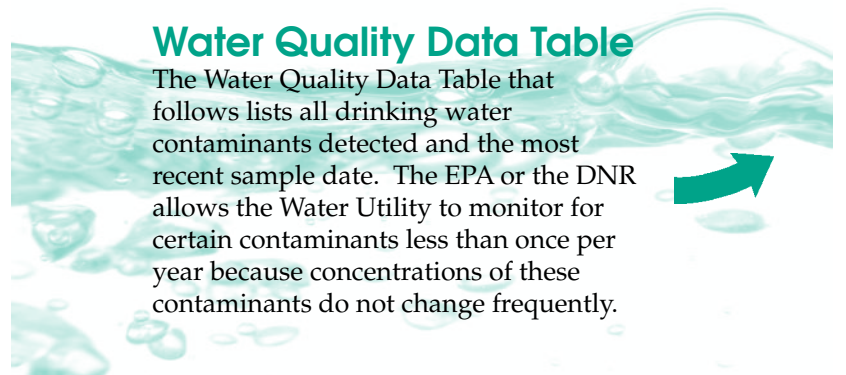 Water Quality Data Table
The Water Quality Data Table that
follows lists all drinking water
contaminants detected and the most
recent sample date.  The EPA or the DNR
allows the Water Utility to monitor for
certain contaminants less than once per
year because concentrations of these
contaminants do not change frequently.